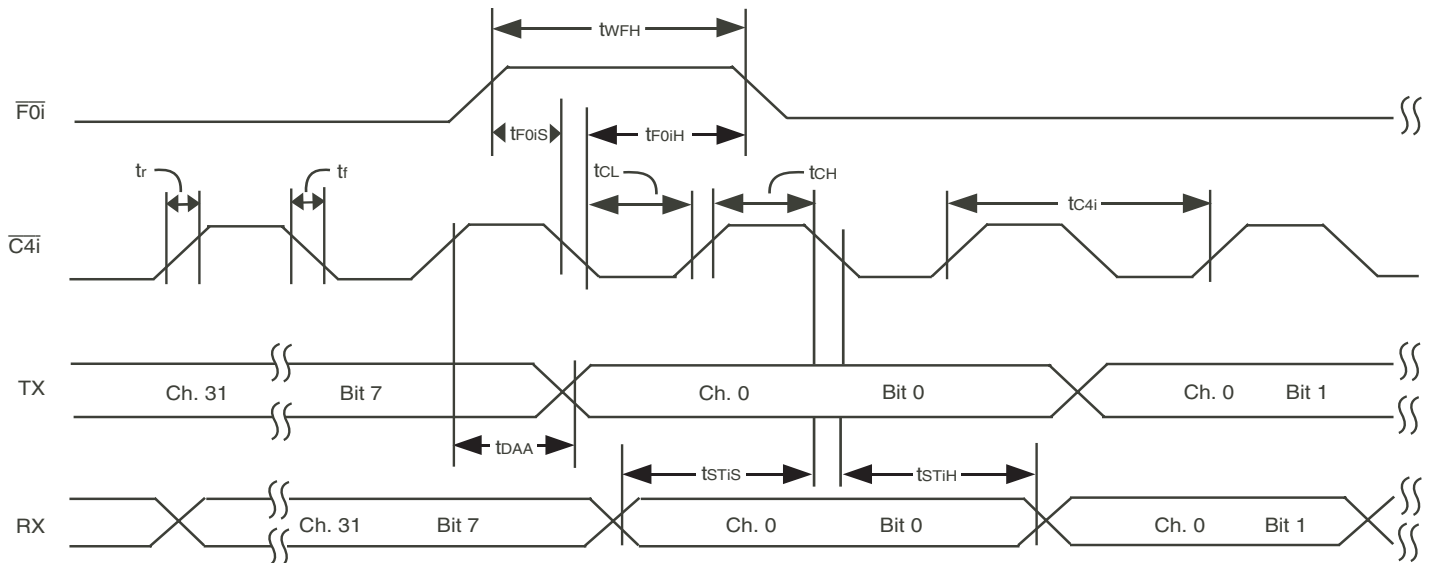 tWFH
F0i
tF0iS
tF0iH
tr
tf
tCL
tCH
tC4i
C4i
TX
Ch. 31 Bit 7 Ch. 0 Bit 0 Ch. 0 Bit 1
tDAA
tSTiS
tSTiH
RX
Ch. 31 Bit 7 Ch. 0 Bit 0 Ch. 0 Bit 1